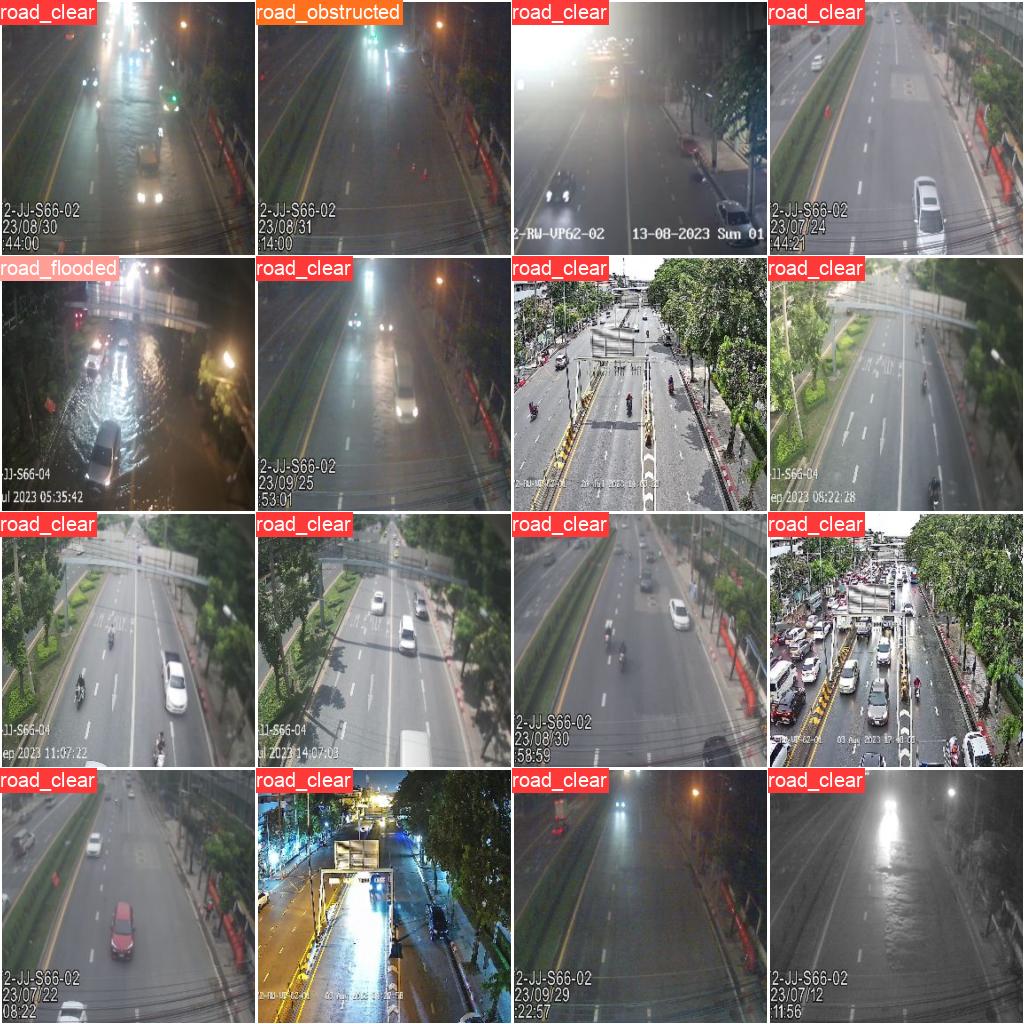 road_clear
2-JJ-S66-02
23/08/30
:44:00
road_obstructed
2-JJ-S66-02
23/08/31
:14:00
road_clear
2-RW-VP62-02 13-08-2023 Sun 01
road_clear
2-JJ-S66-02
23/07/24
:44:21
road_flooded
-JJ-S66-04
ul 2023 05:35:42
road_clear
2-JJ-S66-02
23/09/25
:53:01
road_clear
road_clear
-JJ-S66-04
ep 2023 08:22:28
road_clear
-JJ-S66-04
ep 2023 11:07:22
road_clear
-JJ-S66-04
ul 2023 14:07:03
road_clear
2-JJ-S66-02
23/08/30
:58:59
road_clear
road_clear
2-JJ-S66-02
23/07/22
:08:22
road_clear
road_clear
2-JJ-S66-02
23/09/29
:22:57
road_clear
2-JJ-S66-02
23/07/12
:11:56